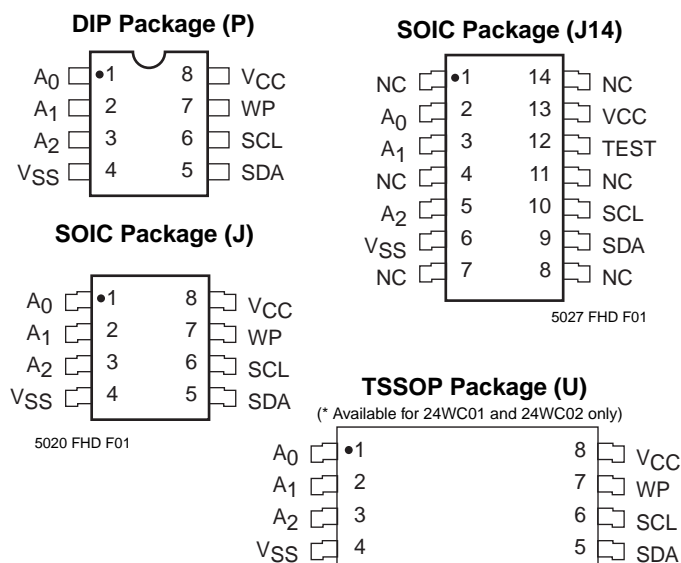 DIP Package (P)
A0 1 8 VCC
A1 2 7 WP
A2 3 6 SCL
VSS 4 5 SDA
SOIC Package (J)
A0 1 8 VCC
A1 2 7 WP
A2 3 6 SCL
VSS 4 5 SDA
5020 FHD F01
SOIC Package (J14)
NC 1 14 NC
A0 2 13 VCC
A1 3 12 TEST
NC 4 11 NC
A2 5 10 SCL
VSS 6 9 SDA
NC 7 8 NC
5027 FHD F01
TSSOP Package (U)
(* Available for 24WC01 and 24WC02 only)
A0 1 8 VCC
A1 2 7 WP
A2 3 6 SCL
VSS 4 5 SDA